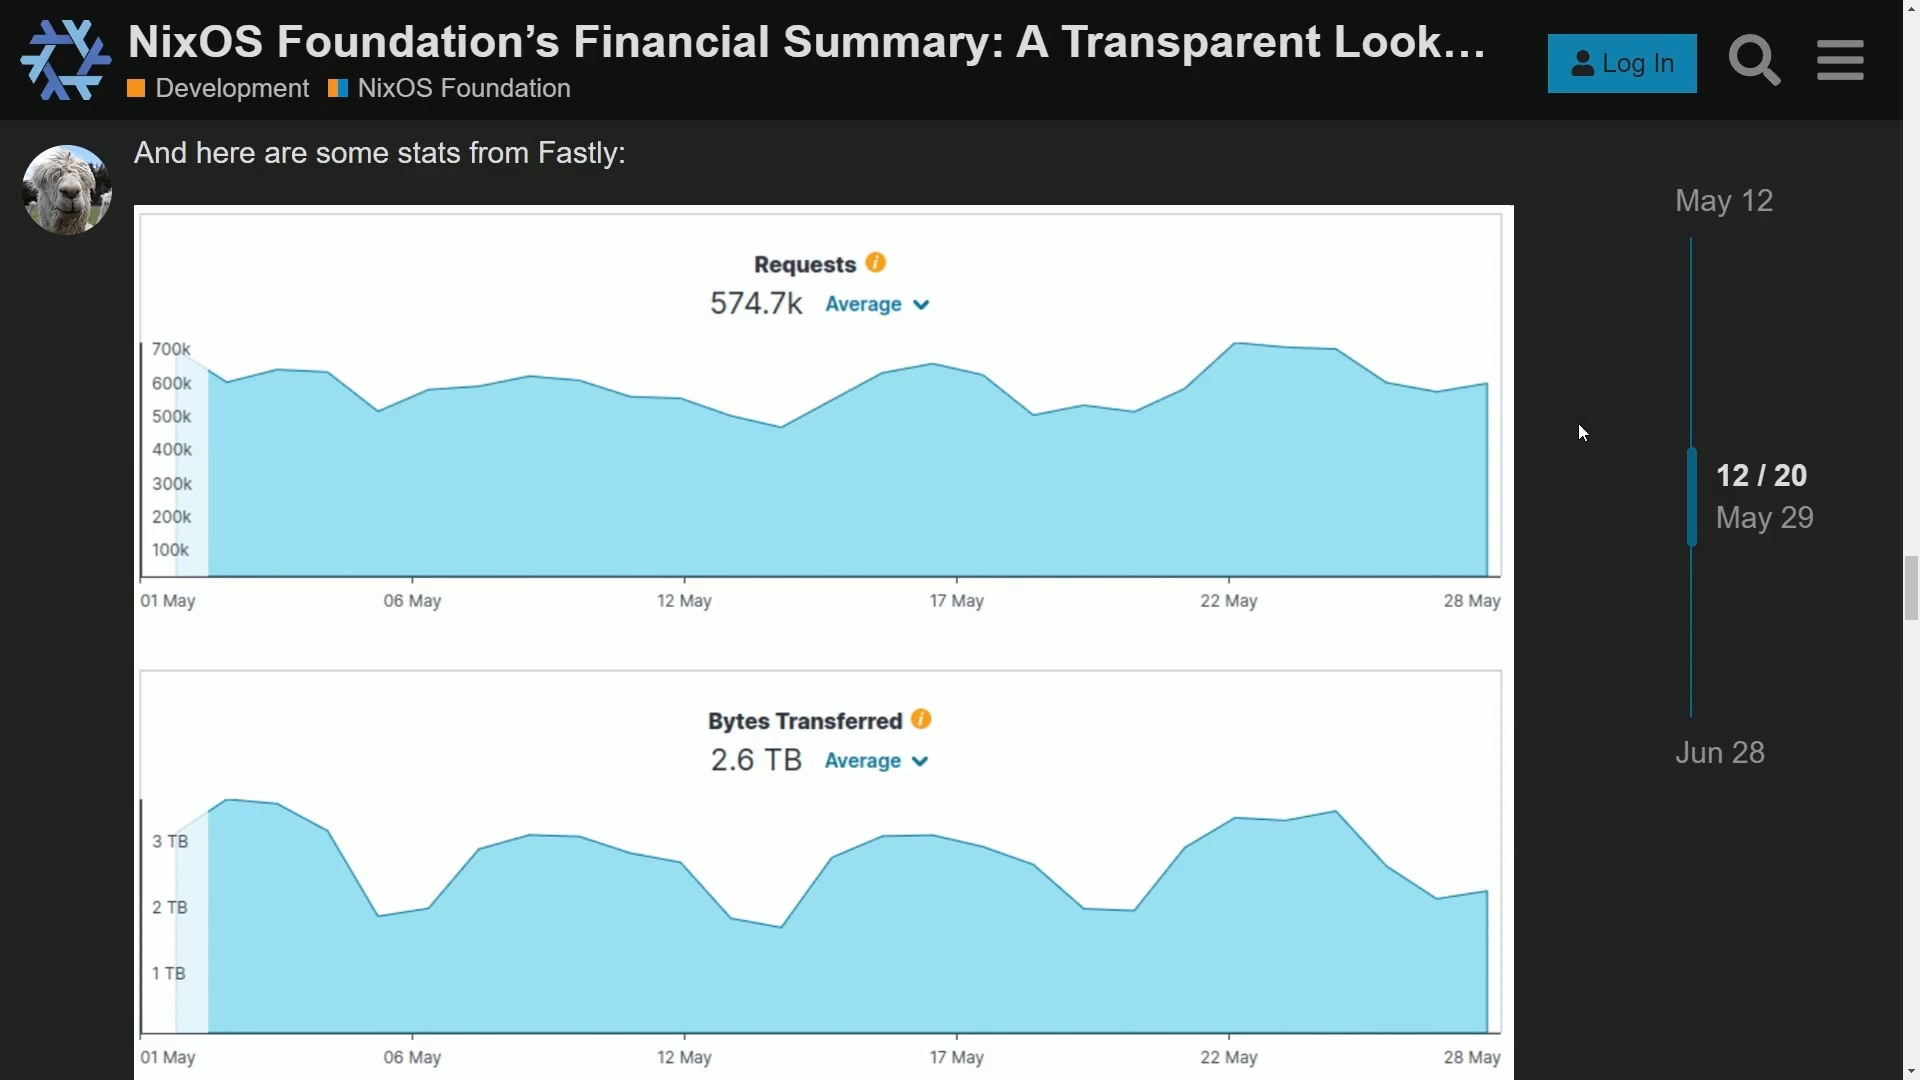 NixOS Foundation’s Financial Summary: A Transparent Look…
Development NixOS Foundation
Log In
And here are some stats from Fastly:
May 12
12 / 20
May 29
Jun 28
Requests i
574.7k Average
700k
600k
500k
400k
300k
200k
100k
01 May 06 May 12 May 17 May 22 May 28 May
Bytes Transferred i
2.6 TB Average
3 TB
2 TB
1 TB
01 May 06 May 12 May 17 May 22 May 28 May